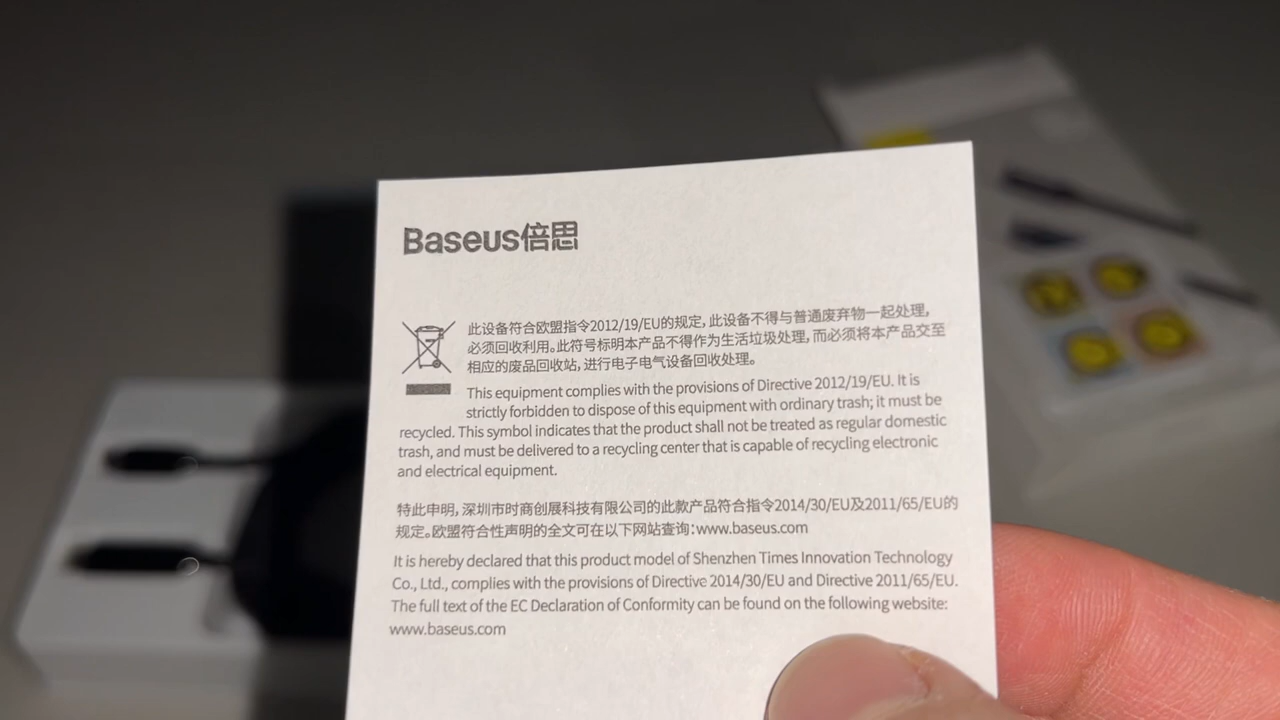 Baseus倍思
此设备符合欧盟指令2012/19/EU的规定，此设备不得与普通废弃物一起处理，
必须回收利用。此符号标明本产品不得作为生活垃圾处理，而必须将本产品交至
相应的废品回收站，进行电子电气设备回收处理。
This equipment complies with the provisions of Directive 2012/19/EU. It is
strictly forbidden to dispose of this equipment with ordinary trash; it must be
recycled. This symbol indicates that the product shall not be treated as regular domestic
trash, and must be delivered to a recycling center that is capable of recycling electronic
and electrical equipment.
特此申明，深圳市时商创展科技有限公司的此款产品符合指令2014/30/EU及2011/65/EU的
规定。欧盟符合性声明的全文可在以下网站查询：www.baseus.com
It is hereby declared that this product model of Shenzhen Times Innovation Technology
Co., Ltd., complies with the provisions of Directive 2014/30/EU and Directive 2011/65/EU.
The full text of the EC Declaration of Conformity can be found on the following website:
www.baseus.com